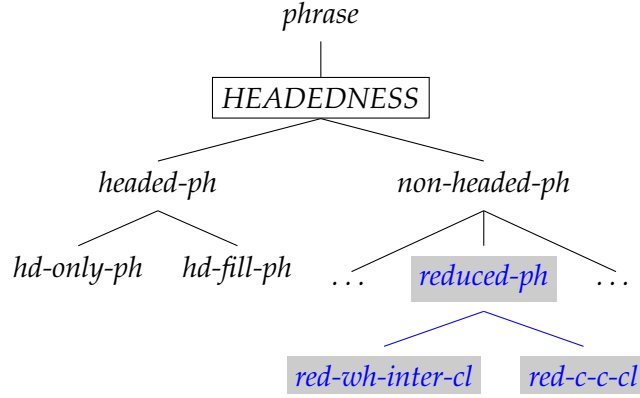 phrase
HEADEDNESS
headed-ph non-headed-ph
hd-only-ph hd-fill-ph ... reduced-ph ...
red-wh-inter-cl red-c-c-cl